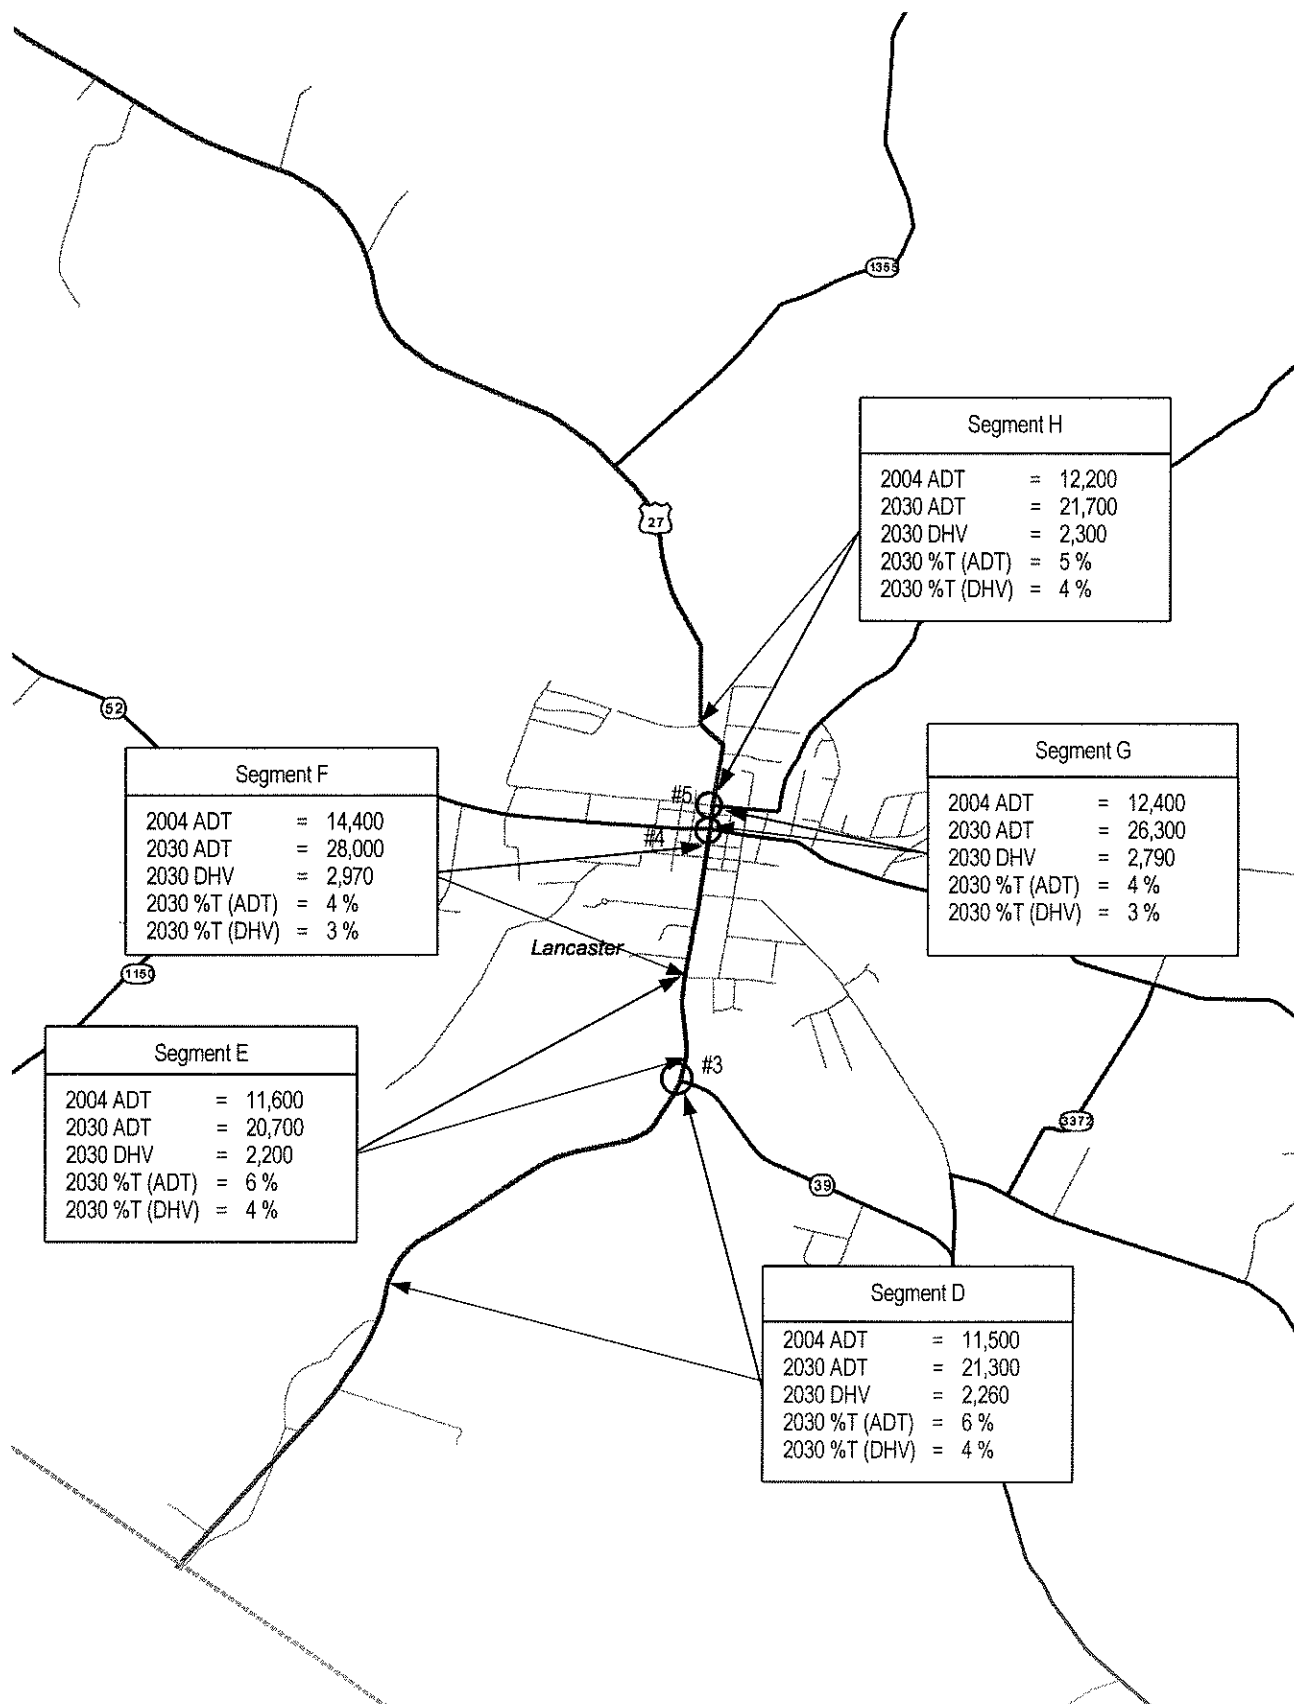 1355
Segment H
2004 ADT = 12,200
2030 ADT = 21,700
2030 DHV = 2,300
2030 %T (ADT) = 5 %
2030 %T (DHV) = 4 %
27
52
Segment F
2004 ADT = 14,400
2030 ADT = 28,000
2030 DHV = 2,970
2030 %T (ADT) = 4 %
2030 %T (DHV) = 3 %
#5
#4
Segment G
2004 ADT = 12,400
2030 ADT = 26,300
2030 DHV = 2,790
2030 %T (ADT) = 4 %
2030 %T (DHV) = 3 %
Lancaster
1150
Segment E
2004 ADT = 11,600
2030 ADT = 20,700
2030 DHV = 2,200
2030 %T (ADT) = 6 %
2030 %T (DHV) = 4 %
#3
3372
39
Segment D
2004 ADT = 11,500
2030 ADT = 21,300
2030 DHV = 2,260
2030 %T (ADT) = 6 %
2030 %T (DHV) = 4 %